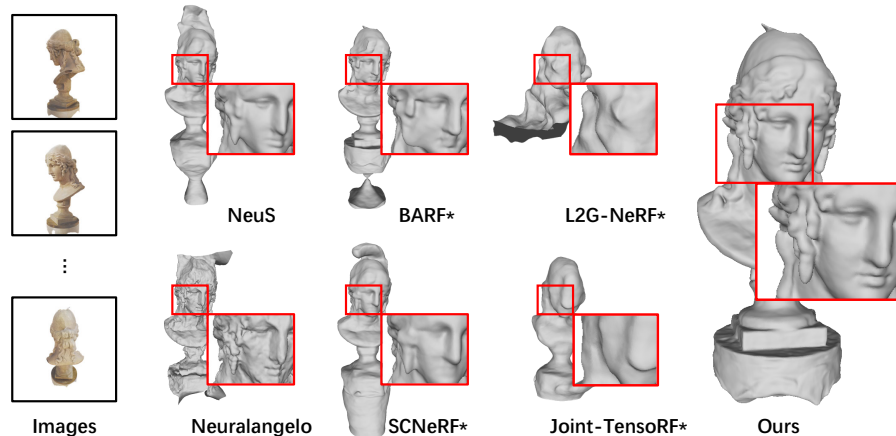 NeuS
BARF*
L2G-NeRF*
...
Images
Neuralangelo
SCNeRF*
Joint-TensoRF*
Ours